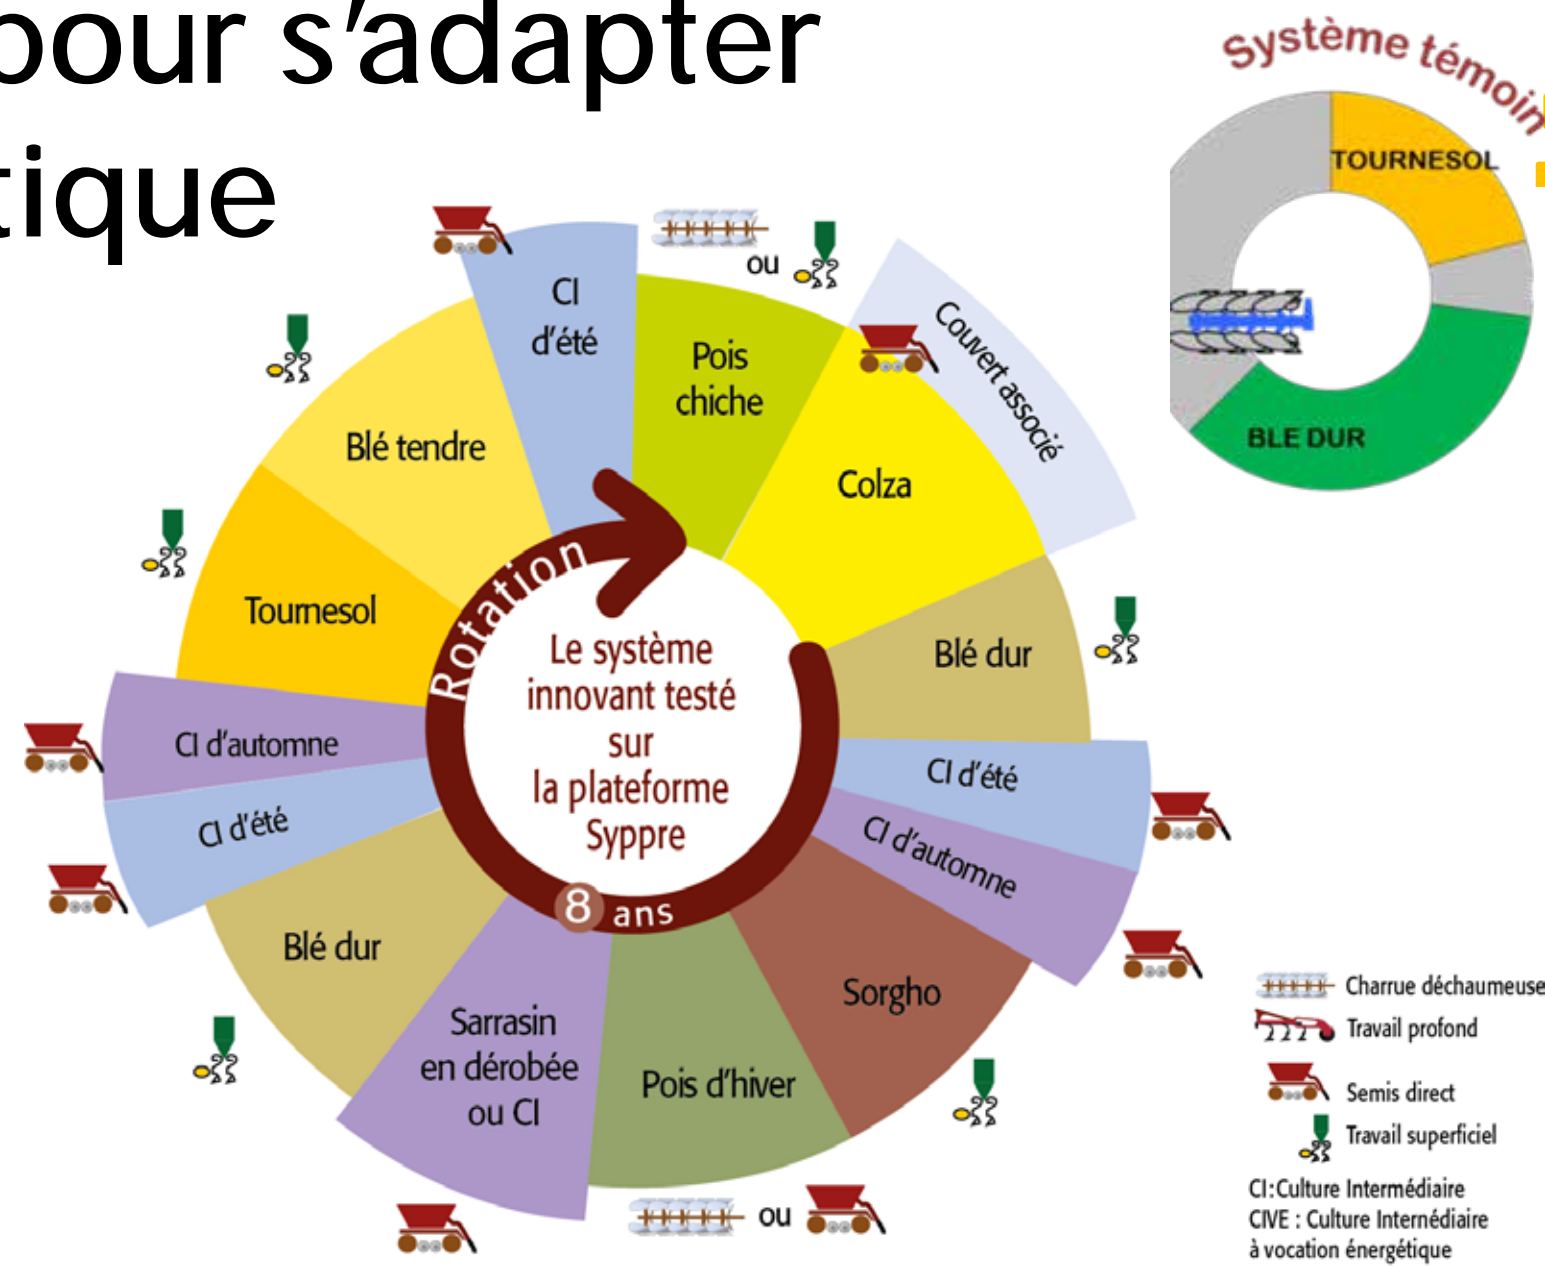 pour s'adapter
tique
Système témoin
TOURNESOL
BLE DUR
ou
CI
d'été
Pois
chiche
Couvert associé
Colza
Blé tendre
Blé dur
Tournesol
Rotation
Le système
innovant testé
sur
la plateforme
Syppre
8 ans
CI d'été
CI d'automne
CI d'automne
CI d'été
Sorgho
Blé dur
Sarrasin
en dérobée
ou CI
Pois d'hiver
ou
Charrue déchaumeuse
Travail profond
Semis direct
Travail superficiel
CI:Culture Intermédiaire
CIVE : Culture Internédiaire
à vocation énergétique